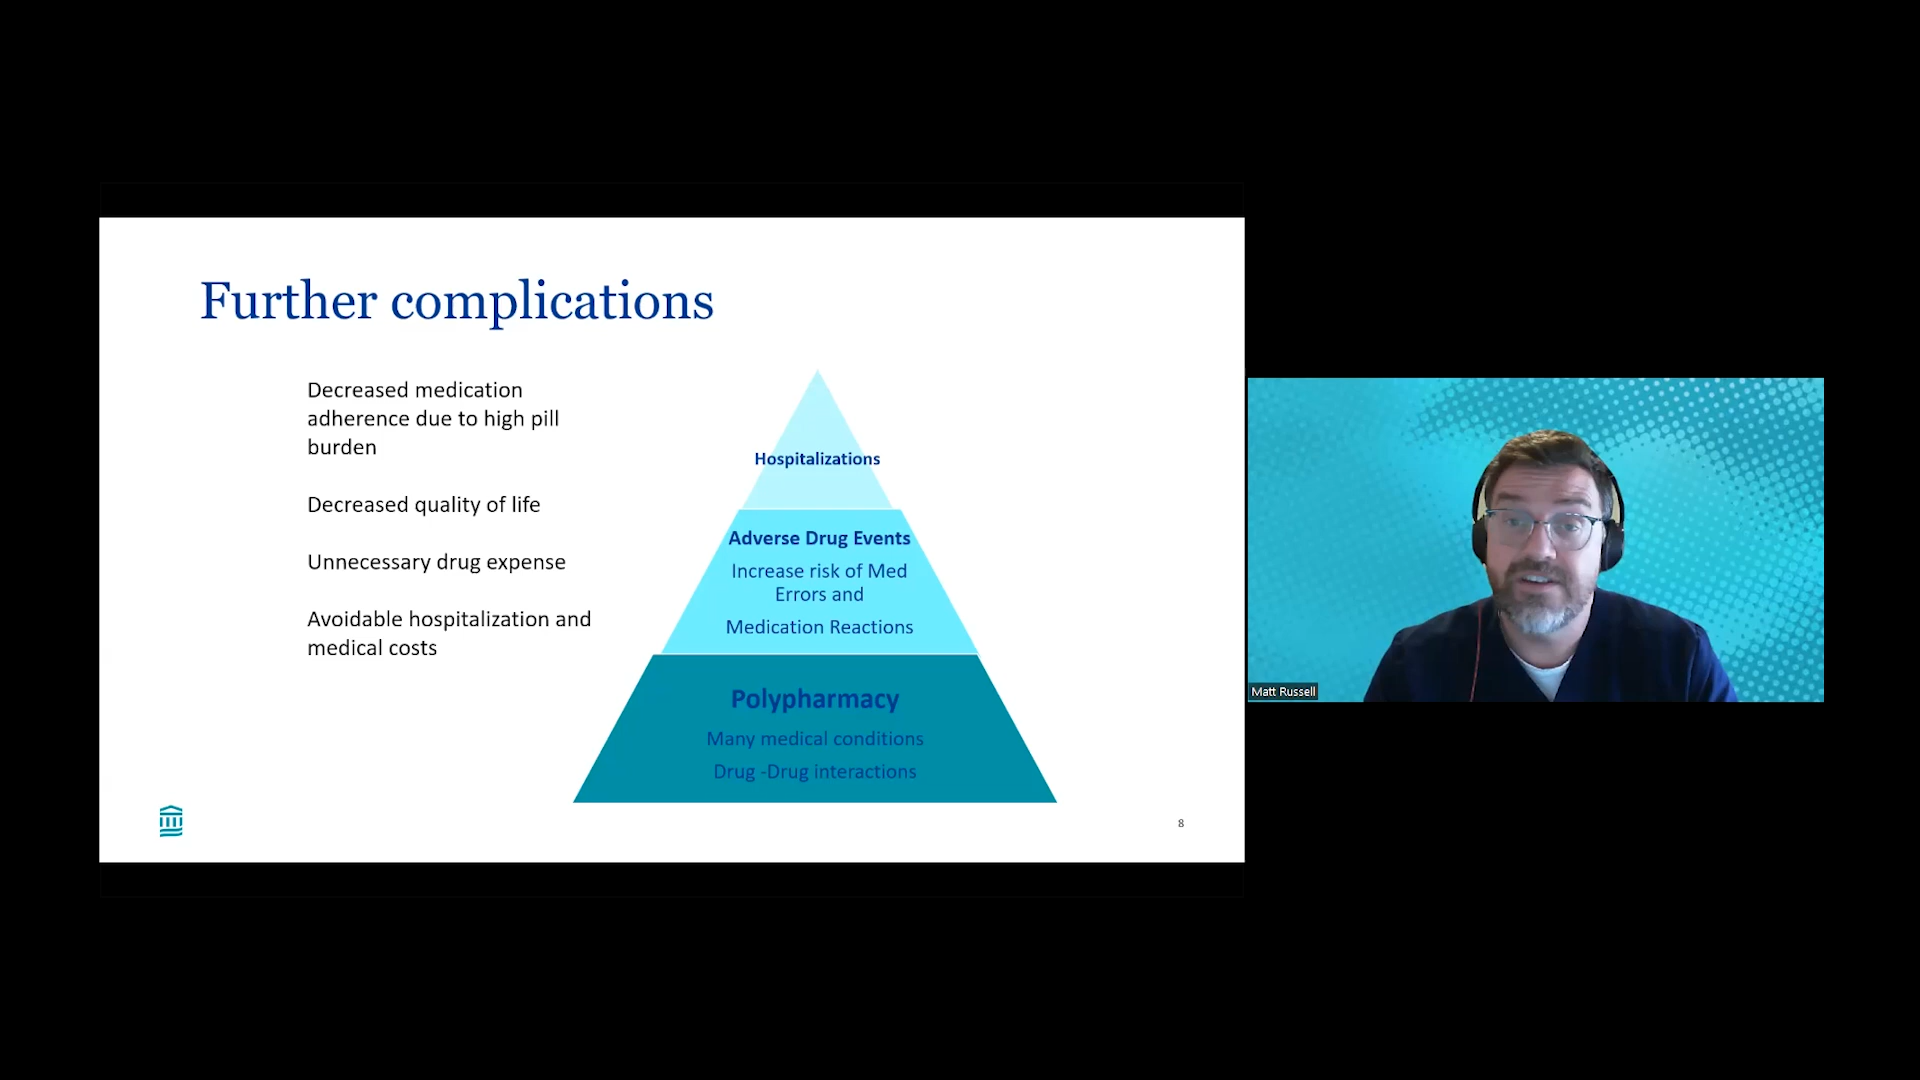 Further complications
Decreased medication
adherence due to high pill
burden
Decreased quality of life
Unnecessary drug expense
Avoidable hospitalization and
medical costs
Hospitalizations
Adverse Drug Events
Increase risk of Med
Errors and
Medication Reactions
Polypharmacy
Many medical conditions
Drug -Drug interactions
8
Matt Russell